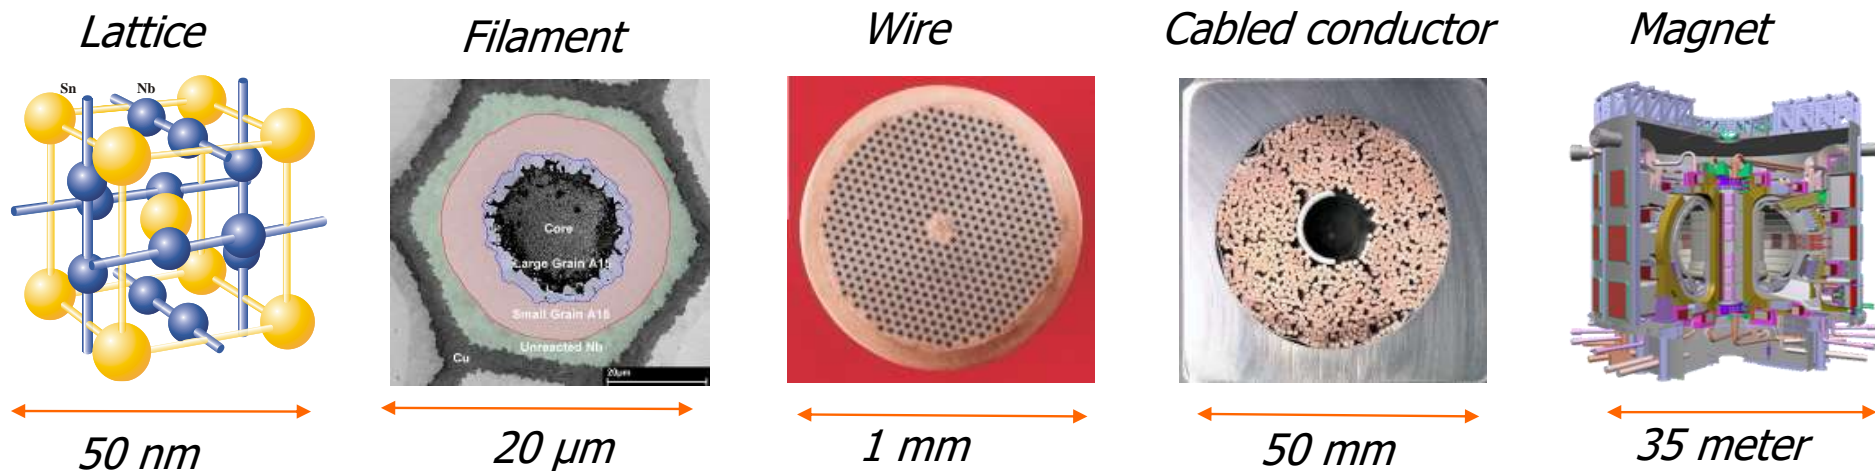 Lattice
Filament
Wire
Cabled conductor
Magnet
Sn
Nb
Core
Large Grain A15
Small Grain A15
Unreacted Nb
Cu
20µm
50 nm
20 µm
1 mm
50 mm
35 meter